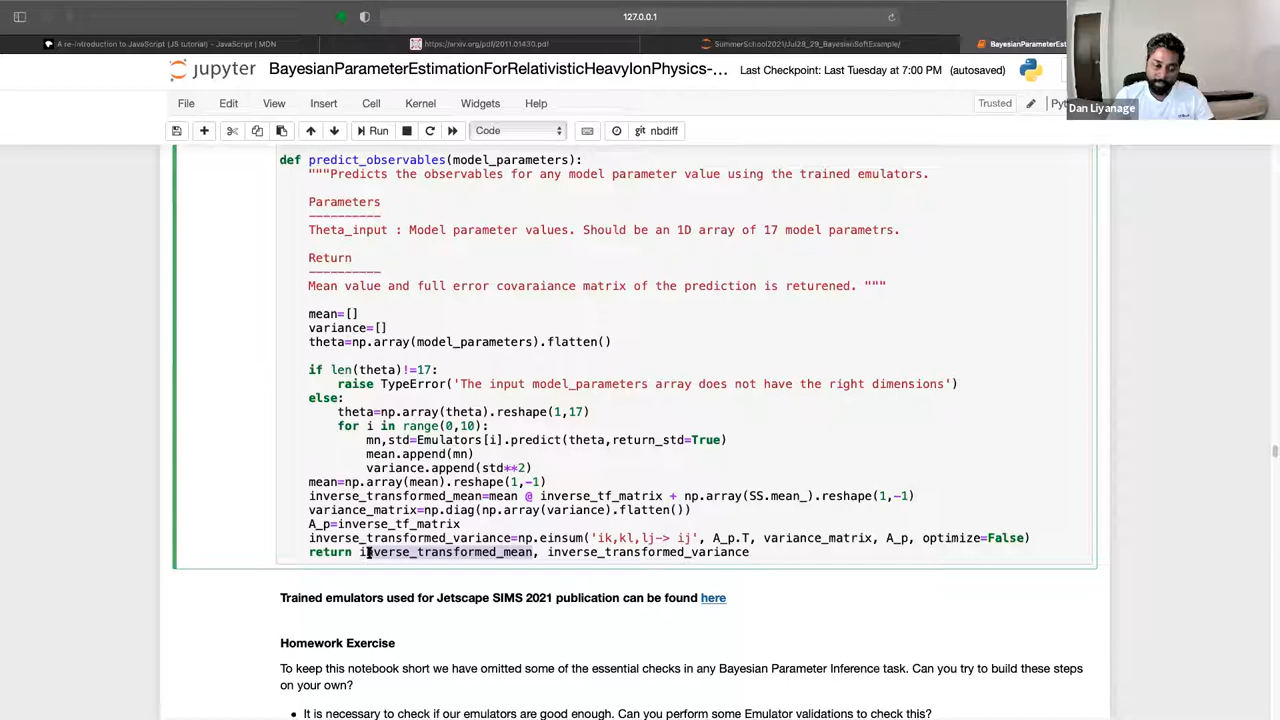 127.0.0.1
A re-introduction to JavaScript (JS tutorial) - JavaScript | MDN
https://arxiv.org/pdf/2011.01430.pdf
SummerSchool2021/Jul28_29_BayesianSoftExample/
BayesianParameterEst
jupyter
BayesianParameterEstimationForRelativisticHeavyIonPhysics-...
Last Checkpoint: Last Tuesday at 7:00 PM (autosaved)
Dan Liyanage
File Edit View Insert Cell Kernel Widgets Help
Trusted
Run
Code
nbdiff
def predict_observables(model_parameters):
"""Predicts the observables for any model parameter value using the trained emulators.
Parameters
----------
Theta_input : Model parameter values. Should be an 1D array of 17 model parametrs.
Return
----------
Mean value and full error covaraiance matrix of the prediction is returened. """
mean=[]
variance=[]
theta=np.array(model_parameters).flatten()
if len(theta)!=17:
raise TypeError('The input model_parameters array does not have the right dimensions')
else:
theta=np.array(theta).reshape(1,17)
for i in range(0,10):
mn,std=Emulators[i].predict(theta,return_std=True)
mean.append(mn)
variance.append(std**2)
mean=np.array(mean).reshape(1,-1)
inverse_transformed_mean=mean @ inverse_tf_matrix + np.array(SS.mean_).reshape(1,-1)
variance_matrix=np.diag(np.array(variance).flatten())
A_p=inverse_tf_matrix
inverse_transformed_variance=np.einsum('ik,kl,lj-> ij', A_p.T, variance_matrix, A_p, optimize=False)
return inverse_transformed_mean, inverse_transformed_variance
Trained emulators used for Jetscape SIMS 2021 publication can be found here
Homework Exercise
To keep this notebook short we have omitted some of the essential checks in any Bayesian Parameter Inference task. Can you try to build these steps
on your own?
• It is necessary to check if our emulators are good enough. Can you perform some Emulator validations to check this?